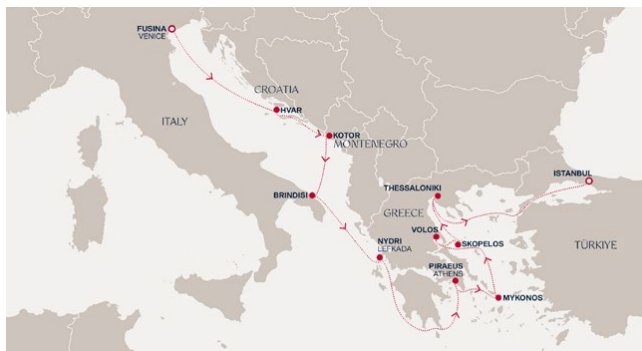 FUSINA
VENICE
CROATIA
HVAR
ITALY
KOTOR
MONTENEGRO
ISTANBUL
THESSALONIKI
BRINDISI
GREECE
VOLOS
SKOPELOS
NYDRI
LEFKADA
TÜRKIYE
PIRAEUS
ATHENS
MYKONOS